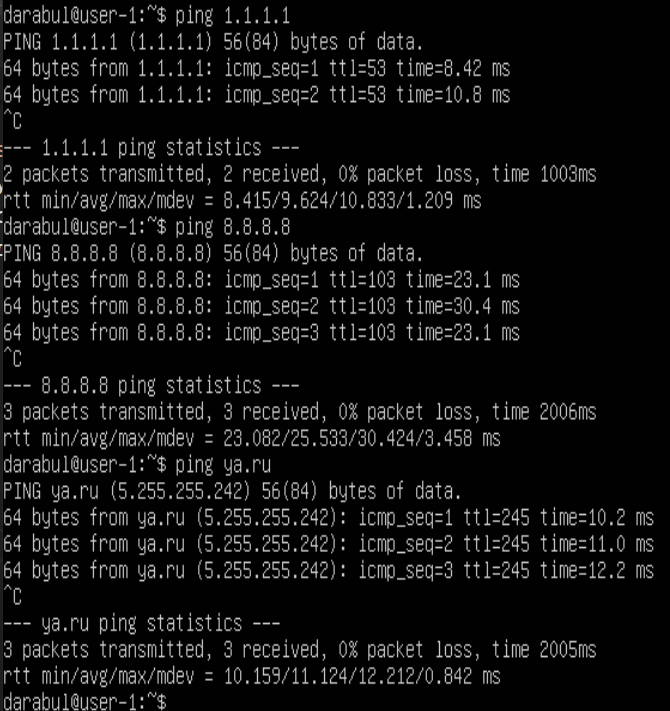 darabul@user-1:~$ ping 1.1.1.1
PING 1.1.1.1 (1.1.1.1) 56(84) bytes of data.
64 bytes from 1.1.1.1: icmp_seq=1 ttl=53 time=8.42 ms
64 bytes from 1.1.1.1: icmp_seq=2 ttl=53 time=10.8 ms
^C
--- 1.1.1.1 ping statistics ---
2 packets transmitted, 2 received, 0% packet loss, time 1003ms
rtt min/avg/max/mdev = 8.415/9.624/10.833/1.209 ms
darabul@user-1:~$ ping 8.8.8.8
PING 8.8.8.8 (8.8.8.8) 56(84) bytes of data.
64 bytes from 8.8.8.8: icmp_seq=1 ttl=103 time=23.1 ms
64 bytes from 8.8.8.8: icmp_seq=2 ttl=103 time=30.4 ms
64 bytes from 8.8.8.8: icmp_seq=3 ttl=103 time=23.1 ms
^C
--- 8.8.8.8 ping statistics ---
3 packets transmitted, 3 received, 0% packet loss, time 2006ms
rtt min/avg/max/mdev = 23.082/25.533/30.424/3.458 ms
darabul@user-1:~$ ping ya.ru
PING ya.ru (5.255.255.242) 56(84) bytes of data.
64 bytes from ya.ru (5.255.255.242): icmp_seq=1 ttl=245 time=10.2 ms
64 bytes from ya.ru (5.255.255.242): icmp_seq=2 ttl=245 time=11.0 ms
64 bytes from ya.ru (5.255.255.242): icmp_seq=3 ttl=245 time=12.2 ms
^C
--- ya.ru ping statistics ---
3 packets transmitted, 3 received, 0% packet loss, time 2005ms
rtt min/avg/max/mdev = 10.159/11.124/12.212/0.842 ms
darabul@user-1:~$